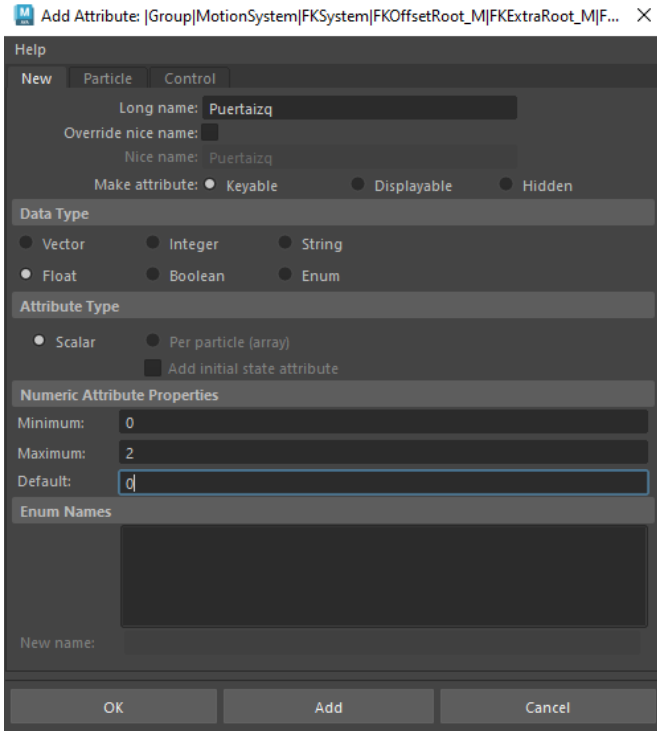 Add Attribute: |Group|MotionSystem|FKSystem|FKOffsetRoot_M|FKExtraRoot_M|F...
Help
New Particle Control
Long name: Puertaizq
Override nice name:
Nice name: Puertaizq
Make attribute: Keyable Displayable Hidden
Data Type
Vector Integer String
Float Boolean Enum
Attribute Type
Scalar Per particle (array)
Add initial state attribute
Numeric Attribute Properties
Minimum: 0
Maximum: 2
Default: 0
Enum Names
New name:
OK Add Cancel